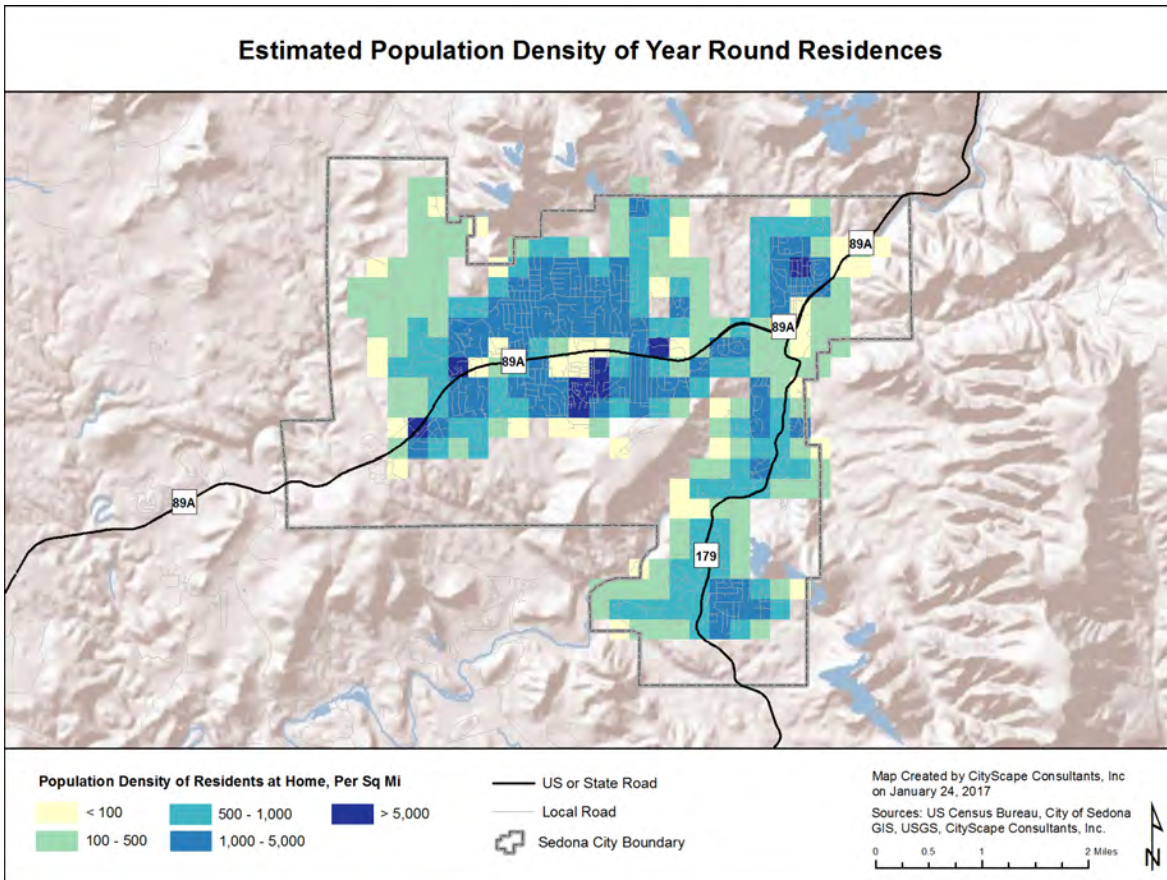 Estimated Population Density of Year Round Residences
89A
89A
89A
89A
179
Population Density of Residents at Home, Per Sq Mi
< 100
500 - 1,000
> 5,000
100 - 500
1,000 - 5,000
US or State Road
Local Road
Sedona City Boundary
Map Created by CityScape Consultants, Inc
on January 24, 2017
Sources: US Census Bureau, City of Sedona
GIS, USGS, CityScape Consultants, Inc.
0 0.5 1 2 Miles
N